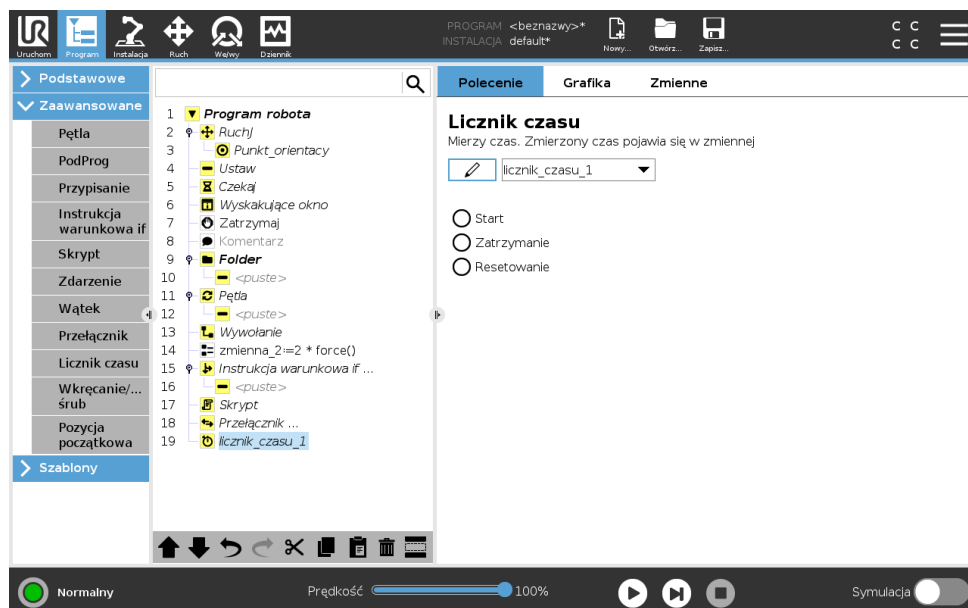 PROGRAM <beznazwy>*
INSTALACJA default*
Uruchom Program Instalacja Ruch We/wy Dziennik
Nowy... Otwórz... Zapisz...
C C
C C
Podstawowe
Zaawansowane
Pętla
PodProg
Przypisanie
Instrukcja
warunkowa if
Skrypt
Zdarzenie
Wątek
Przełącznik
Licznik czasu
Wkręcanie/...
śrub
Pozycja
początkowa
Szablony
1 Program robota
2 RuchJ
3 Punkt_orientacy
4 Ustaw
5 Czekaj
6 Wyskakujące okno
7 Zatrzymaj
8 Komentarz
9 Folder
10 <puste>
11 Pętla
12 <puste>
13 Wywołanie
14 zmienna_2:=2 * force()
15 Instrukcja warunkowa if ...
16 <puste>
17 Skrypt
18 Przełącznik ...
19 licznik_czasu_1
Polecenie Grafika Zmienne
Licznik czasu
Mierzy czas. Zmierzony czas pojawia się w zmiennej
licznik_czasu_1
Start
Zatrzymanie
Resetowanie
Normalny
Prędkość 100%
Symulacja